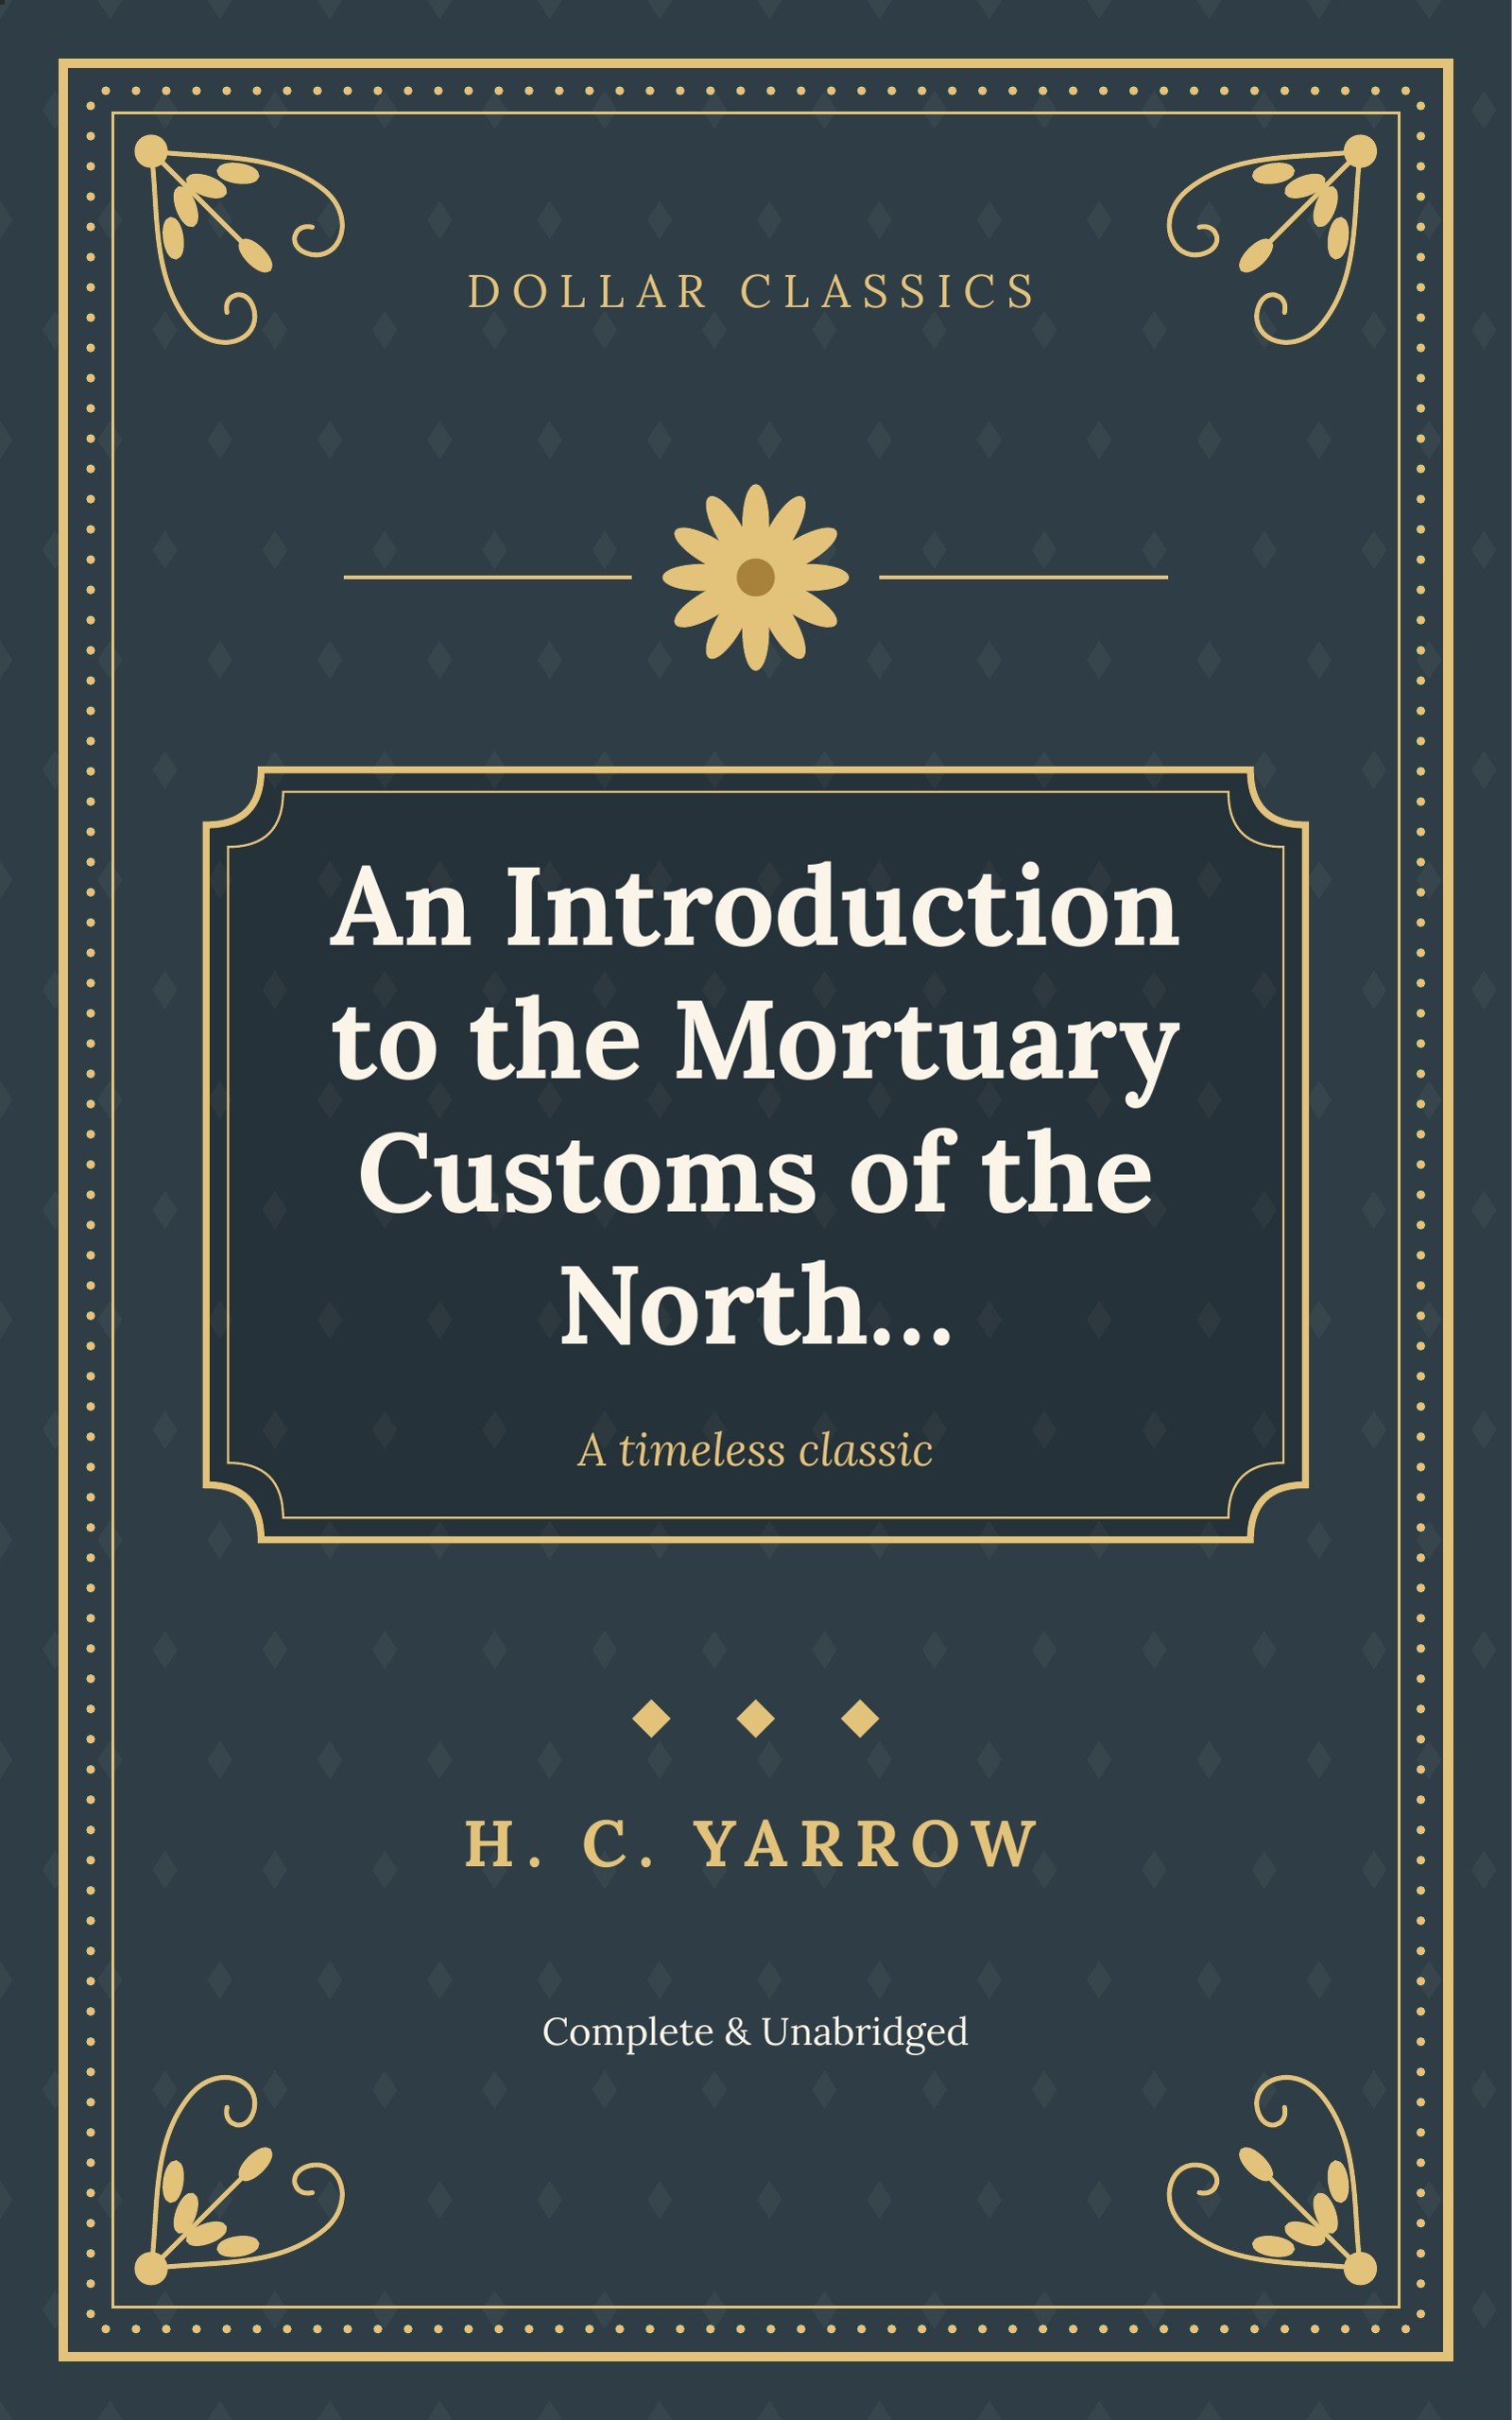 DOLLAR CLASSICS
An Introduction
to the Mortuary
Customs of the
North...
A timeless classic
H. C. YARROW
Complete & Unabridged